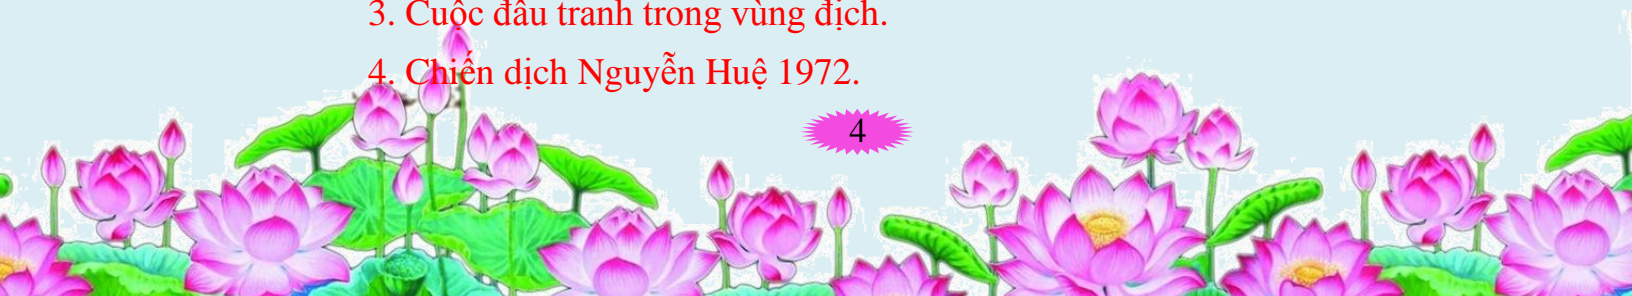 3. Cuộc đấu tranh trong vùng địch.
4. Chiến dịch Nguyễn Huệ 1972.
4